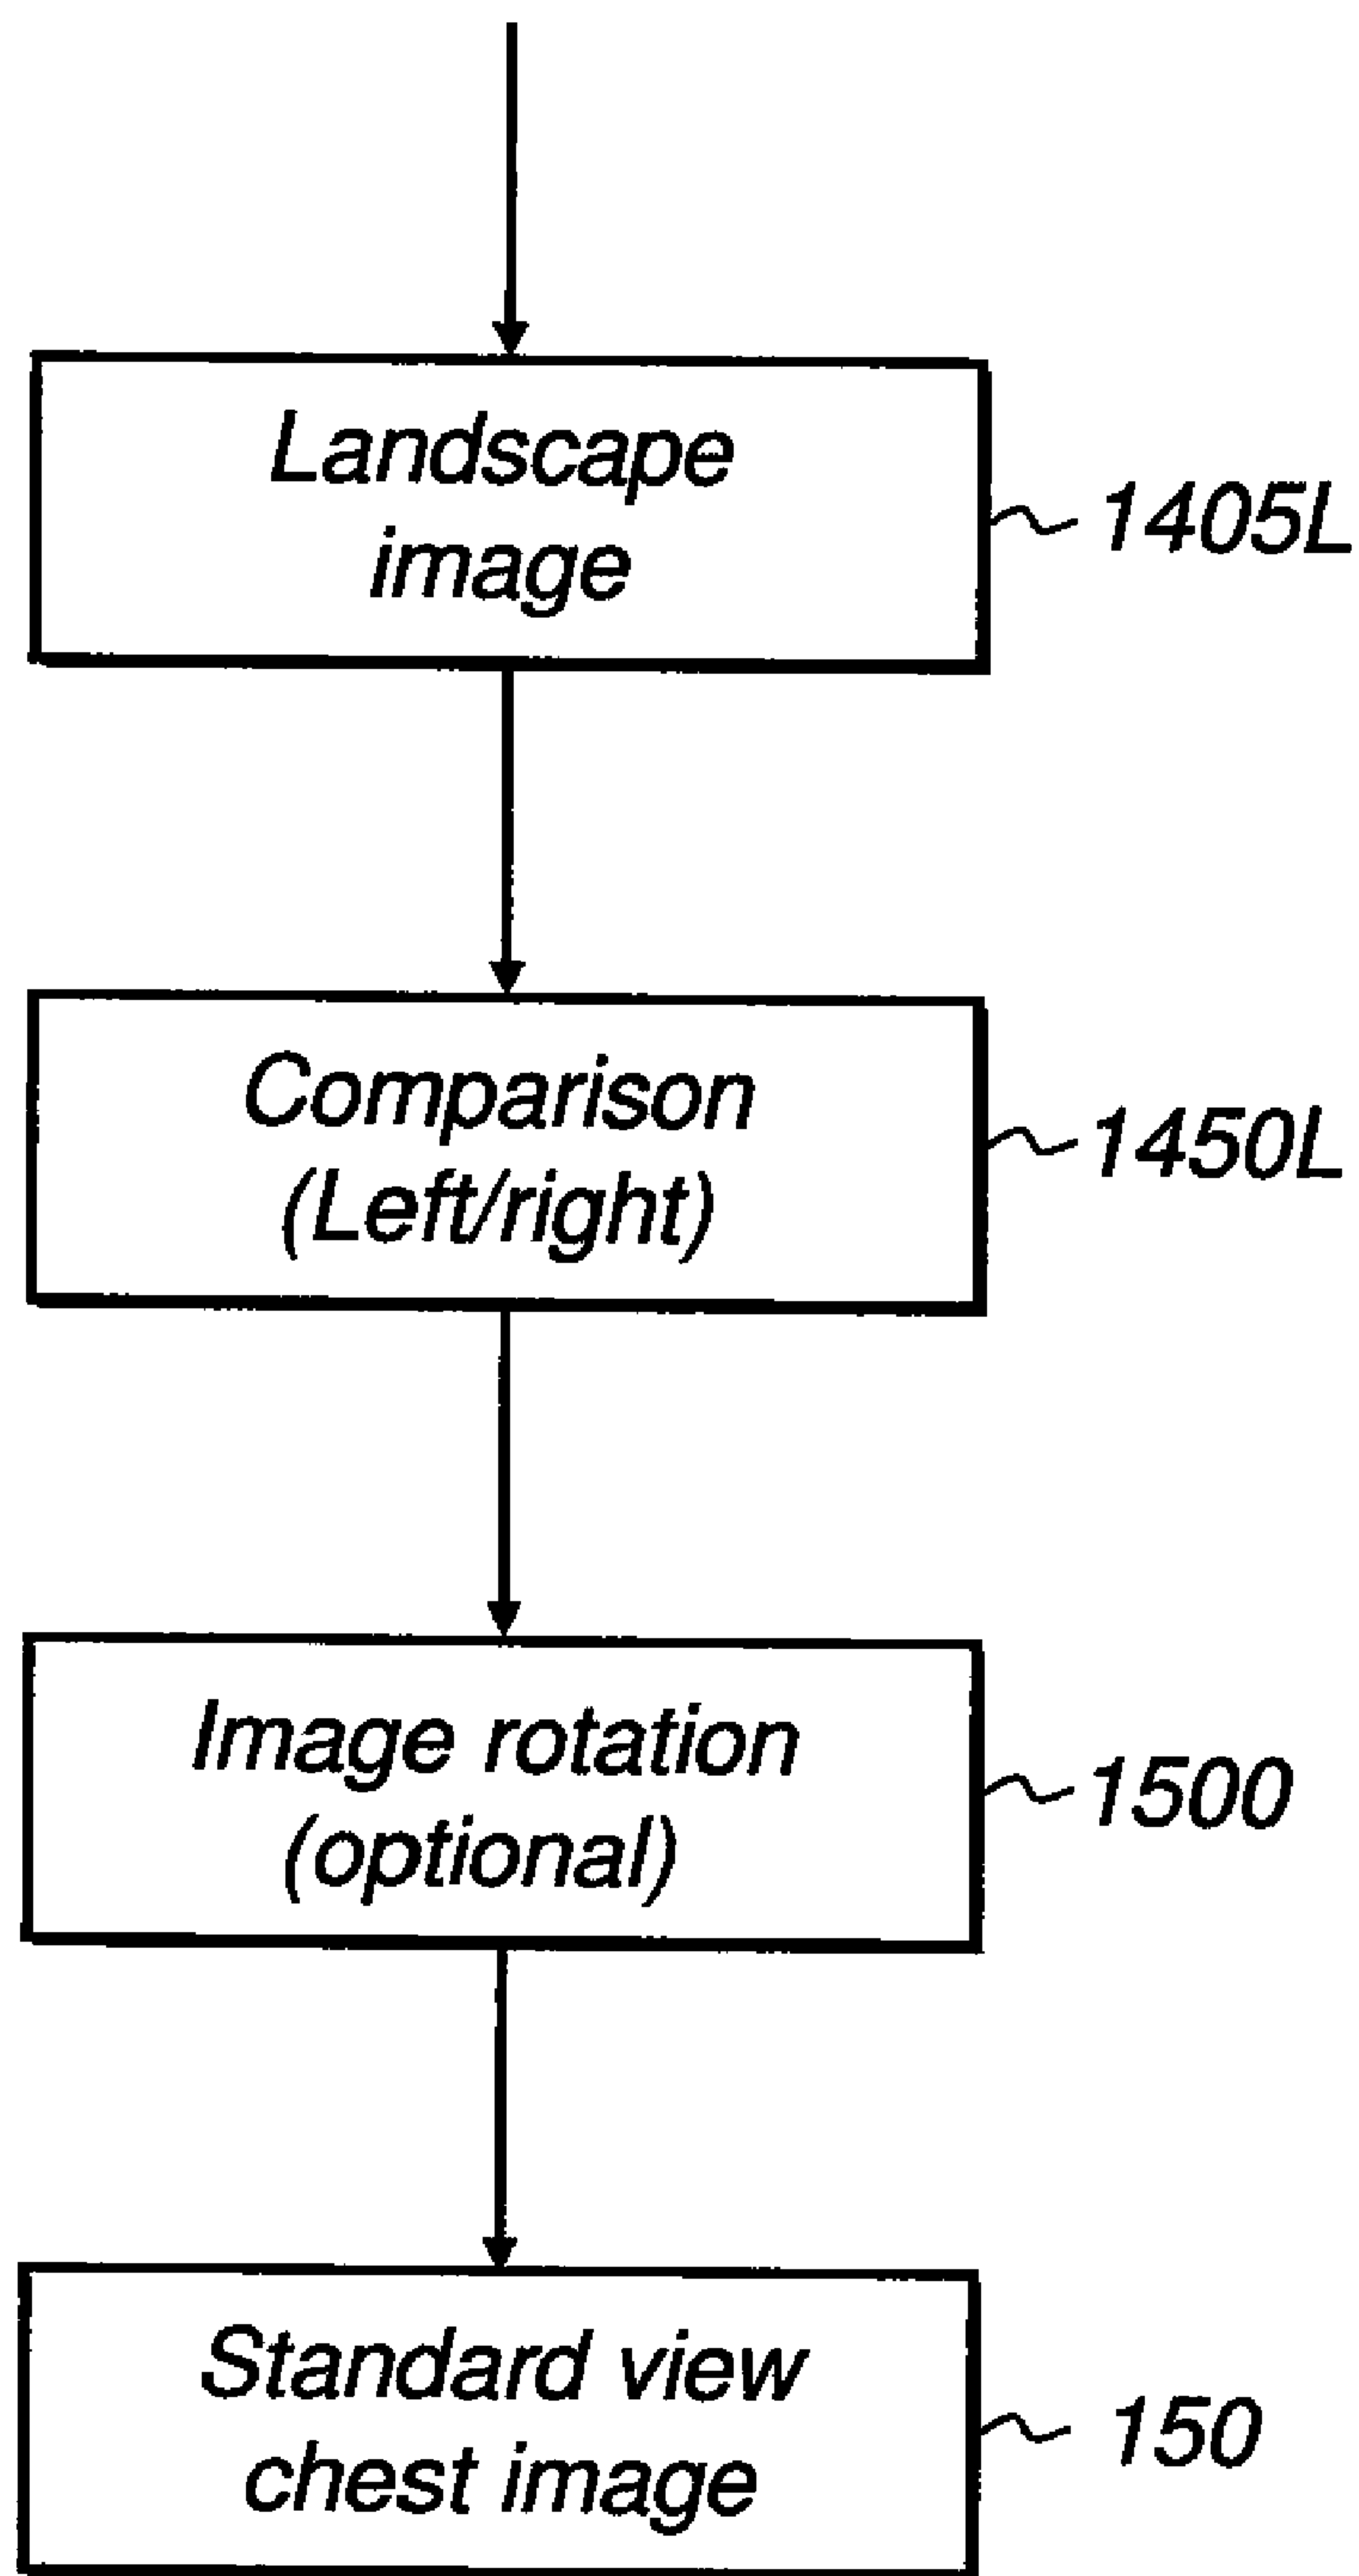 Landscape
image
1405L
Comparison
(Left/right)
1450L
Image rotation
(optional)
1500
Standard view
chest image
150